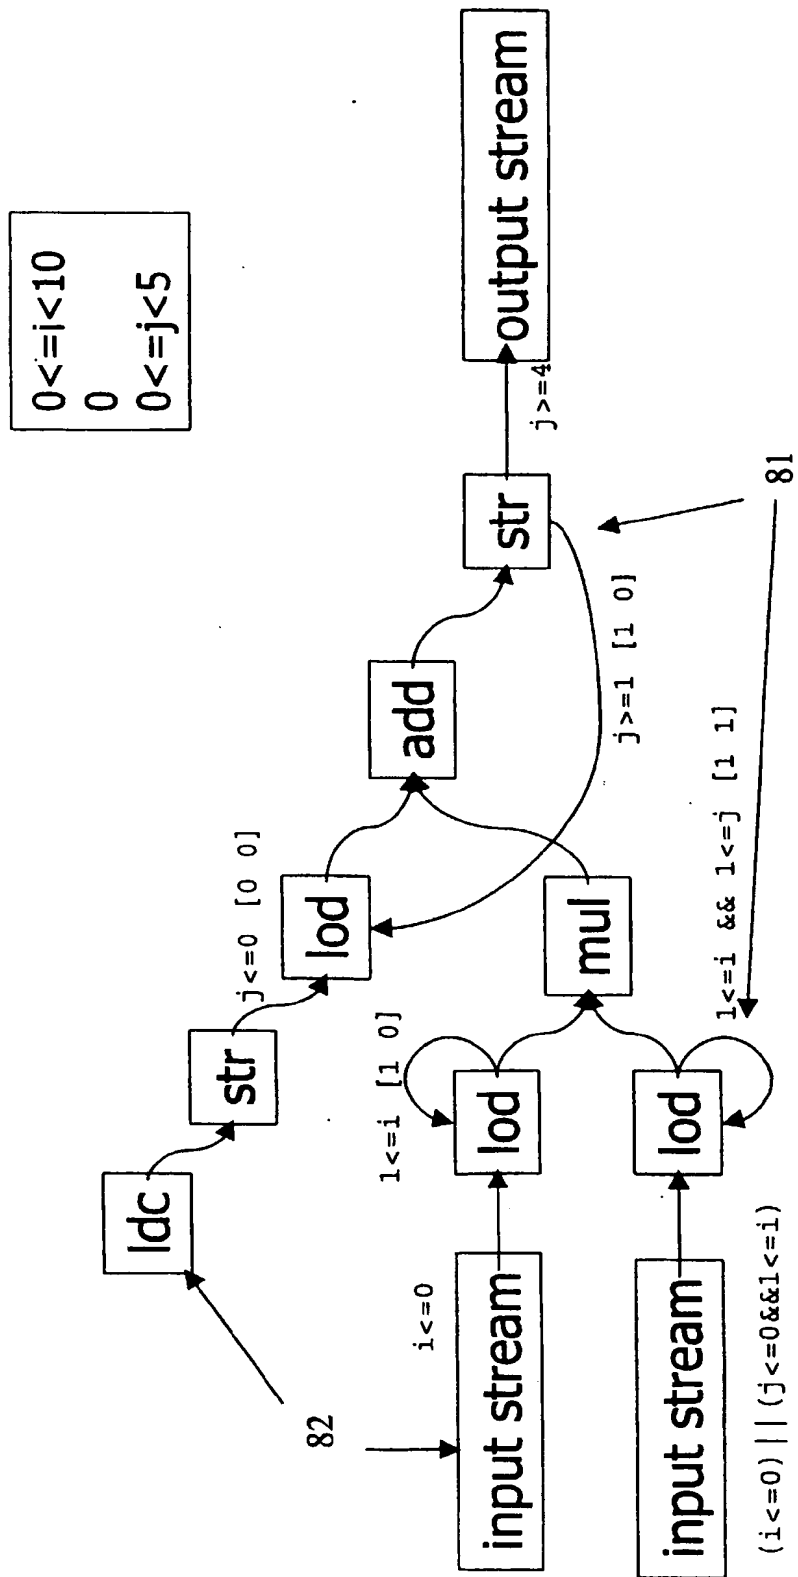 0<=i<10
0
0<=j<5
ldc
str
j<=0 [0 0]
lod
add
82
i<=0
input stream
1<=i [1 0]
lod
mul
str
j>=4
output stream
j>=1 [1 0]
input stream
(i<=0)||(j<=0&&1<=i)
lod
1<=i && 1<=j [1 1]
81